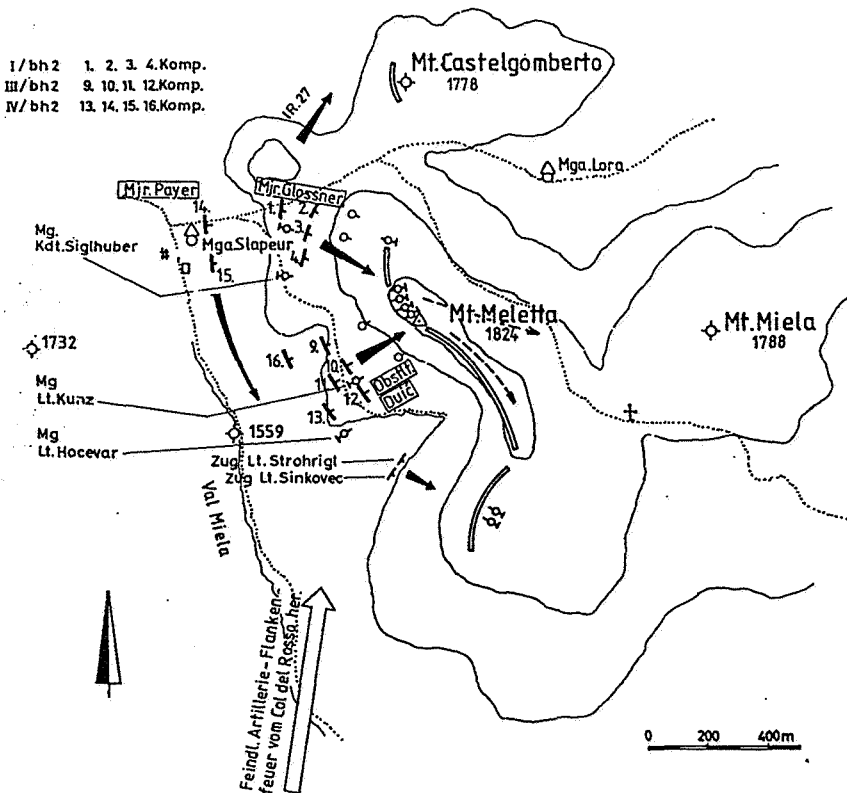 I/bh2 1. 2. 3. 4.Komp.
III/bh2 9. 10. 11. 12.Komp.
IV/bh2 13. 14. 15. 16.Komp.
Mt.Castelgomberto
1778
IR.27
Mga.Lora
Mjr.Payer
Mjr.Glossner
14.
1.
2.
3.
4.
Mg.
Kdt.Siglhuber
Mga.Slapeur
15.
Mt.Meletta
1824
Mt.Miela
1788
1732
16.
9.
10.
11.
12.
13.
Obstlt.
Duić
Mg
Lt.Kunz
Mg
Lt.Hocevar
1559
Zug Lt.Strohrigl
Zug Lt.Sinkovec
Val Miela
Feindl. Artillerie-Flanken-
feuer vom Col del Rosso her.
0 200 400m